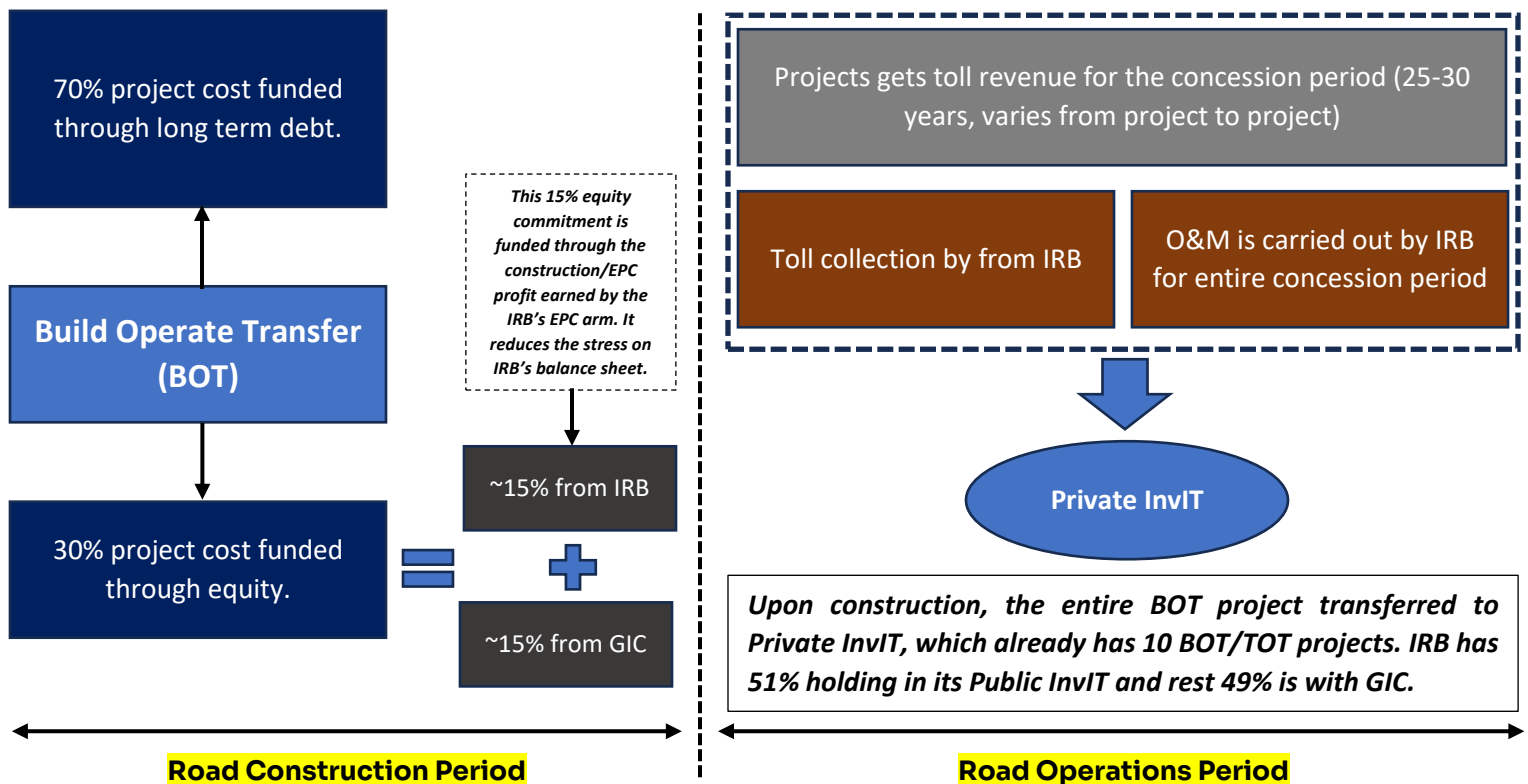 70% project cost funded
through long term debt.
Build Operate Transfer
(BOT)
30% project cost funded
through equity.
This 15% equity
commitment is
funded through the
construction/EPC
profit earned by the
IRB's EPC arm. It
reduces the stress on
IRB's balance sheet.
~15% from IRB
~15% from GIC
Road Construction Period
Projects gets toll revenue for the concession period (25-30
years, varies from project to project)
Toll collection by from IRB
O&M is carried out by IRB
for entire concession period
Private InvIT
Upon construction, the entire BOT project transferred to
Private InvIT, which already has 10 BOT/TOT projects. IRB has
51% holding in its Public InvIT and rest 49% is with GIC.
Road Operations Period